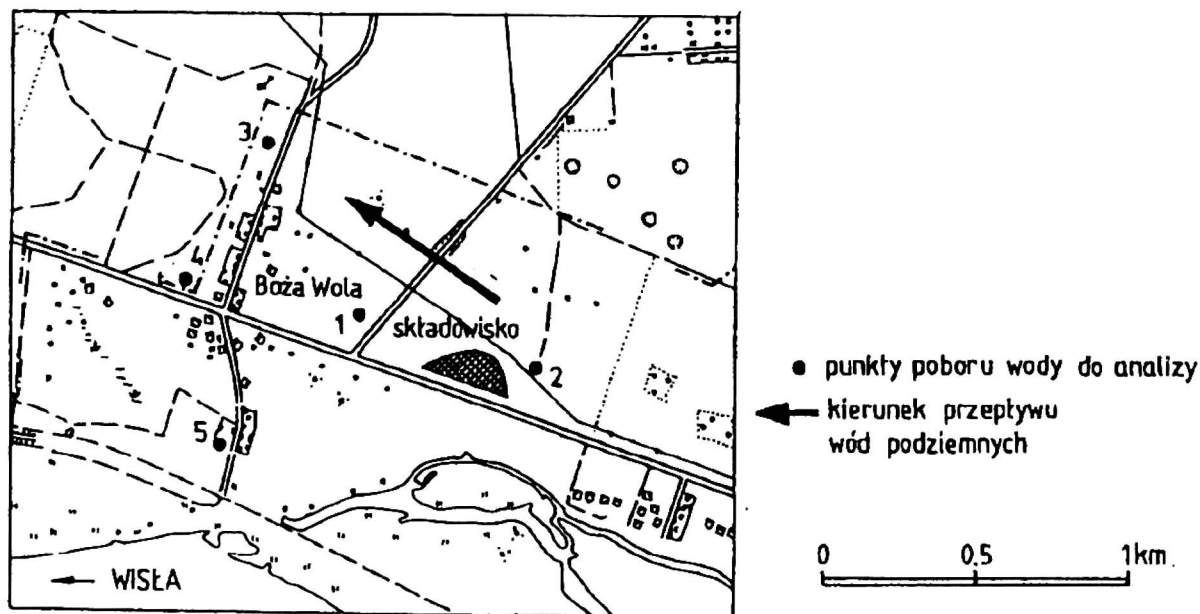 3
4
Boża Wola
1
składowisko
2
5
WISŁA
punkty poboru wody do analizy
kierunek przepływu
wód podziemnych
0 0,5 1km